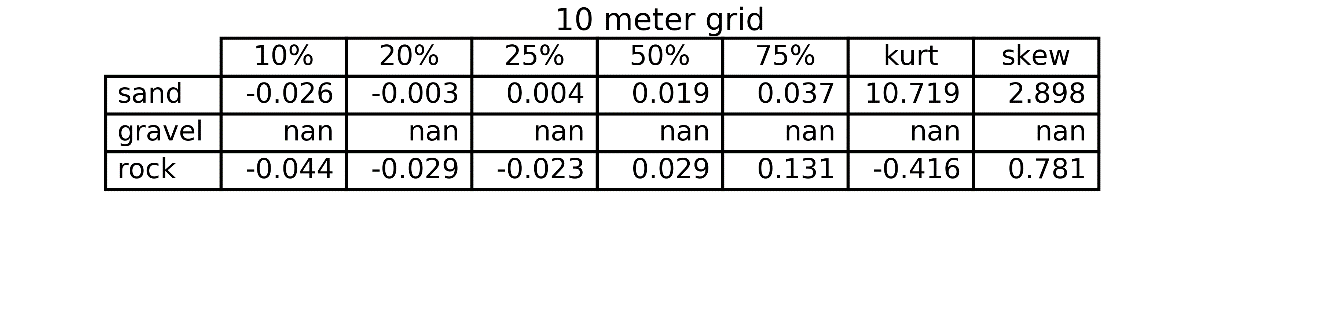 10 meter grid
10% 20% 25% 50% 75% kurt skew
sand -0.026 -0.003 0.004 0.019 0.037 10.719 2.898
gravel nan nan nan nan nan nan nan
rock -0.044 -0.029 -0.023 0.029 0.131 -0.416 0.781